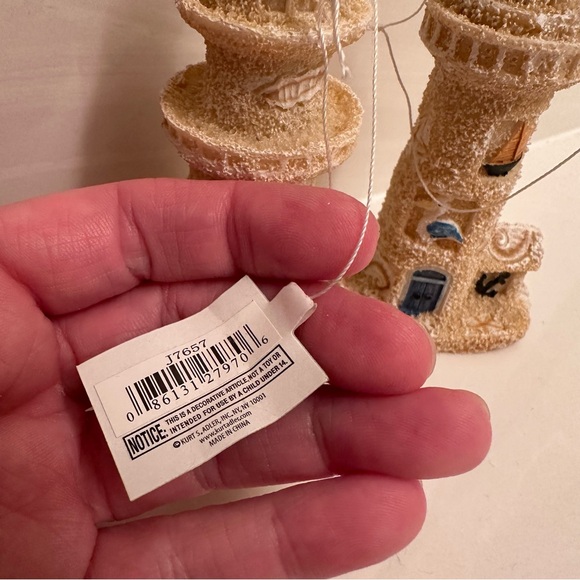 J7657
0 86131 27970 6
NOTICE: THIS IS A DECORATIVE ARTICLE, NOT A TOY OR
INTENDED FOR USE BY A CHILD UNDER 14.
© KURT S. ADLER, INC. NY, NY, 10001
www.kurtadler.com
MADE IN CHINA